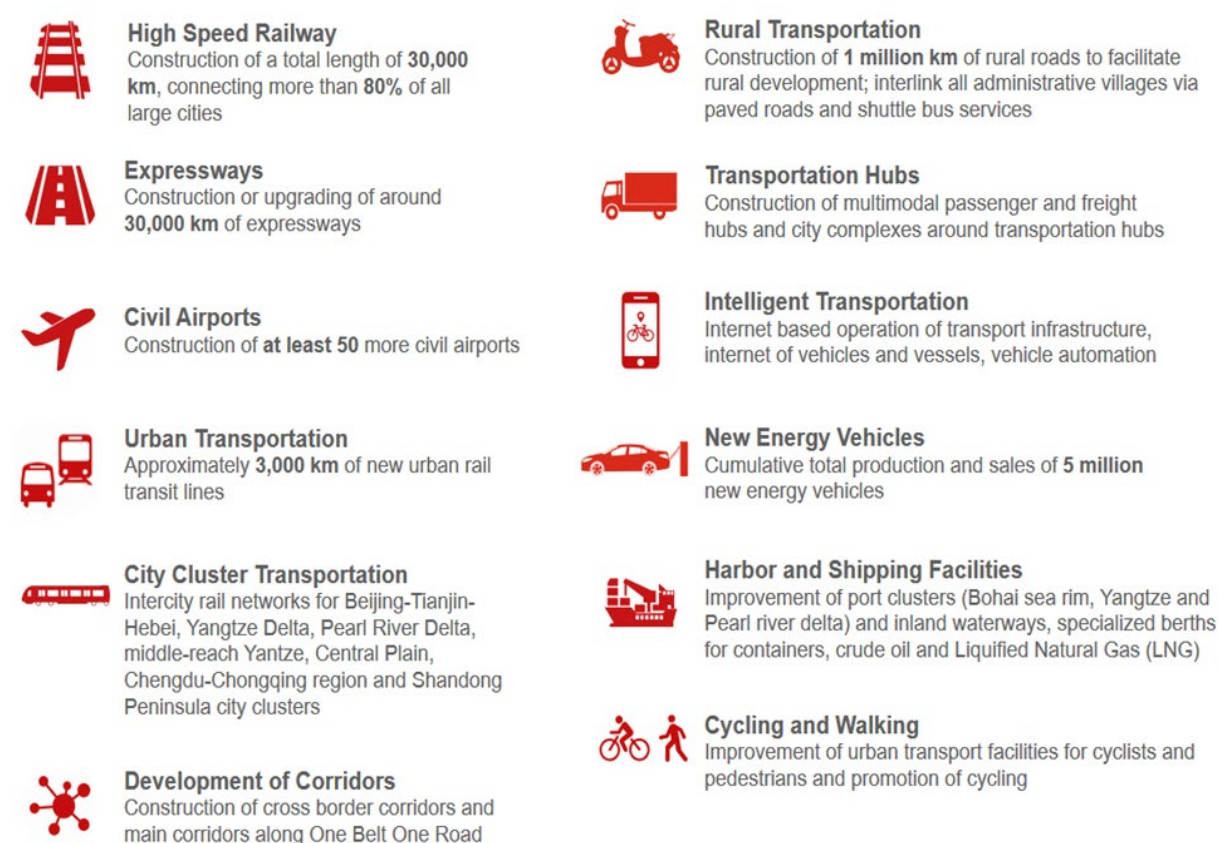 High Speed Railway
Construction of a total length of 30,000
km, connecting more than 80% of all
large cities
Expressways
Construction or upgrading of around
30,000 km of expressways
Civil Airports
Construction of at least 50 more civil airports
Urban Transportation
Approximately 3,000 km of new urban rail
transit lines
City Cluster Transportation
Intercity rail networks for Beijing-Tianjin-
Hebei, Yangtze Delta, Pearl River Delta,
middle-reach Yantze, Central Plain,
Chengdu-Chongqing region and Shandong
Peninsula city clusters
Development of Corridors
Construction of cross border corridors and
main corridors along One Belt One Road
Rural Transportation
Construction of 1 million km of rural roads to facilitate
rural development; interlink all administrative villages via
paved roads and shuttle bus services
Transportation Hubs
Construction of multimodal passenger and freight
hubs and city complexes around transportation hubs
Intelligent Transportation
Internet based operation of transport infrastructure,
internet of vehicles and vessels, vehicle automation
New Energy Vehicles
Cumulative total production and sales of 5 million
new energy vehicles
Harbor and Shipping Facilities
Improvement of port clusters (Bohai sea rim, Yangtze and
Pearl river delta) and inland waterways, specialized berths
for containers, crude oil and Liquified Natural Gas (LNG)
Cycling and Walking
Improvement of urban transport facilities for cyclists and
pedestrians and promotion of cycling